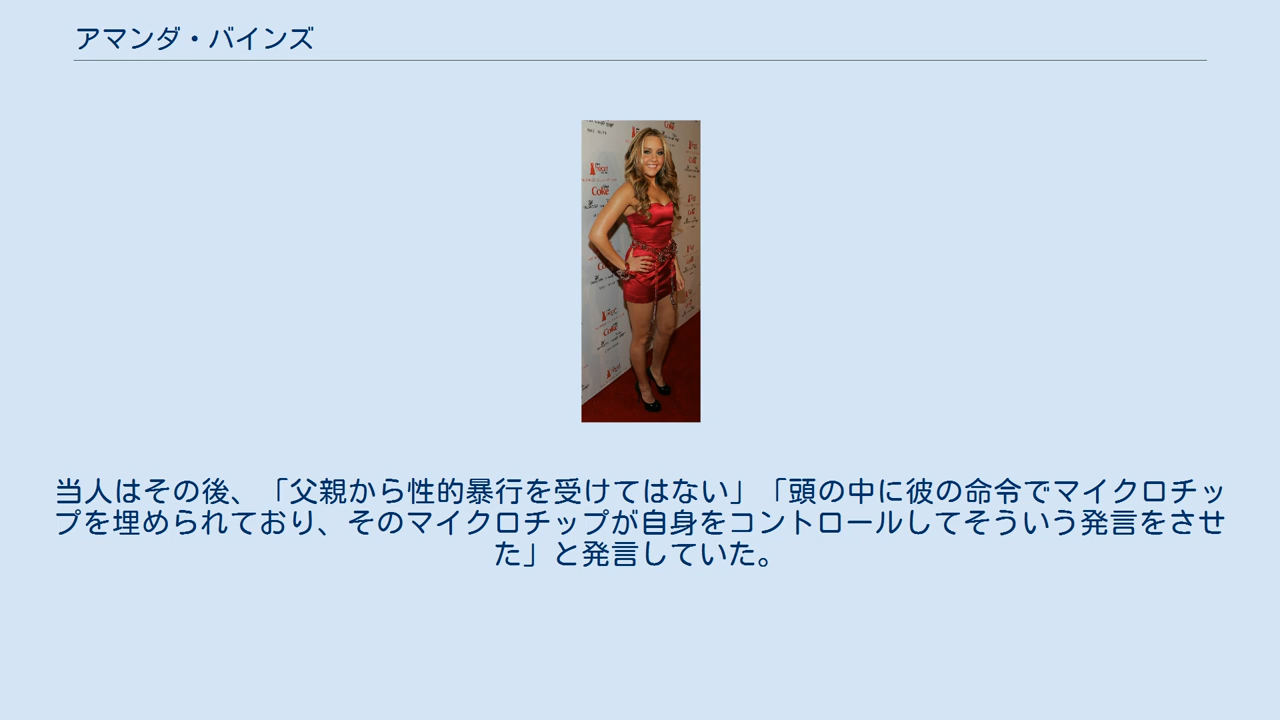 アマンダ・バインズ
Coke
Coke
Coke
当人はその後、「父親から性的暴行を受けてはない」「頭の中に彼の命令でマイクロチッ
プを埋められており、そのマイクロチップが自身をコントロールしてそういう発言をさせ
た」と発言していた。